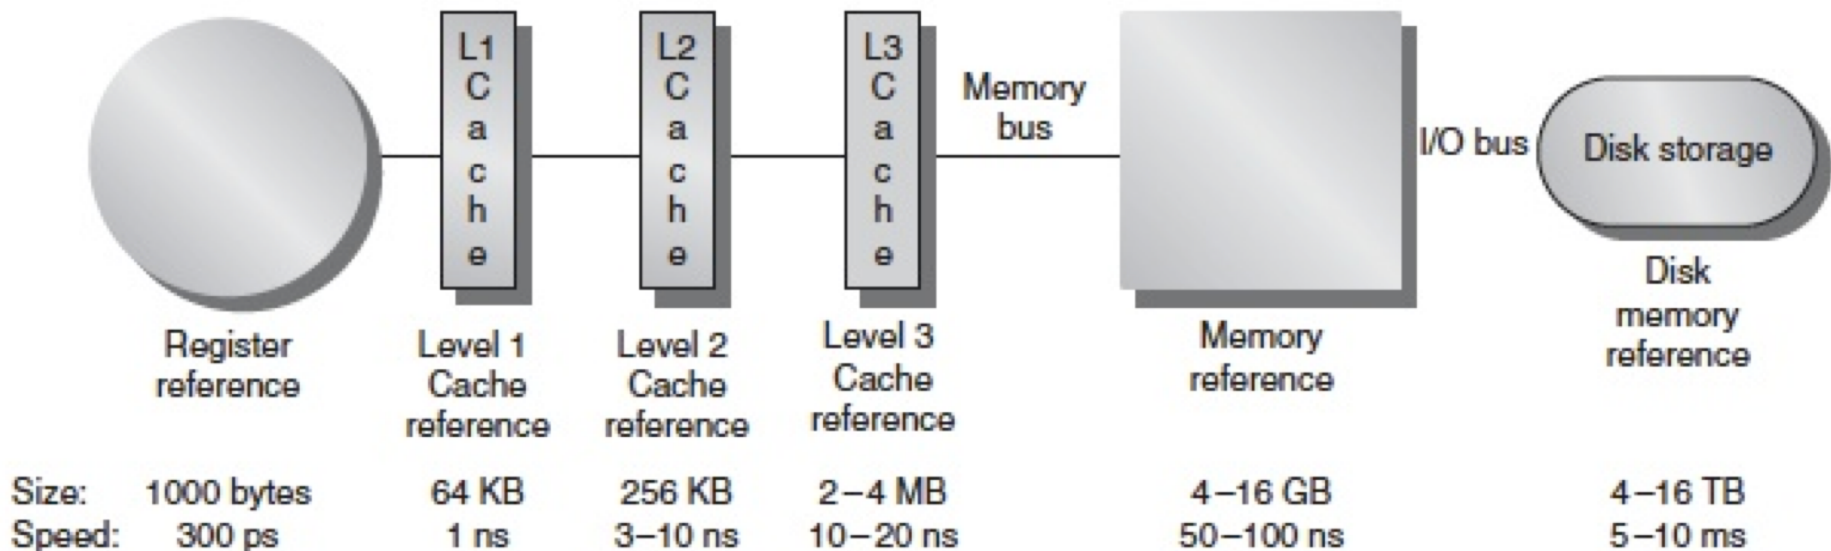 L1
C
a
c
h
e
L2
C
a
c
h
e
L3
C
a
c
h
e
Memory
bus
I/O bus
Disk storage
Register
reference
Level 1
Cache
reference
Level 2
Cache
reference
Level 3
Cache
reference
Memory
reference
Disk
memory
reference
Size: 1000 bytes 64 KB 256 KB 2–4 MB 4–16 GB 4–16 TB
Speed: 300 ps 1 ns 3–10 ns 10–20 ns 50–100 ns 5–10 ms